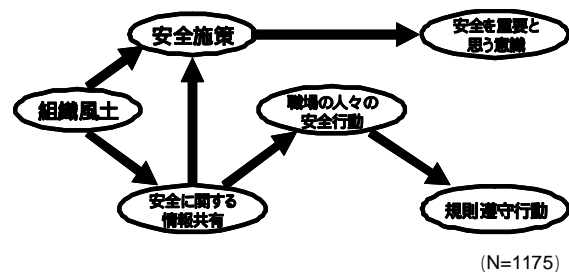 安全施策
安全を重要と
思う意識
組織風土
職場の人々の
安全行動
安全に関する
情報共有
規則遵守行動
(N=1175)